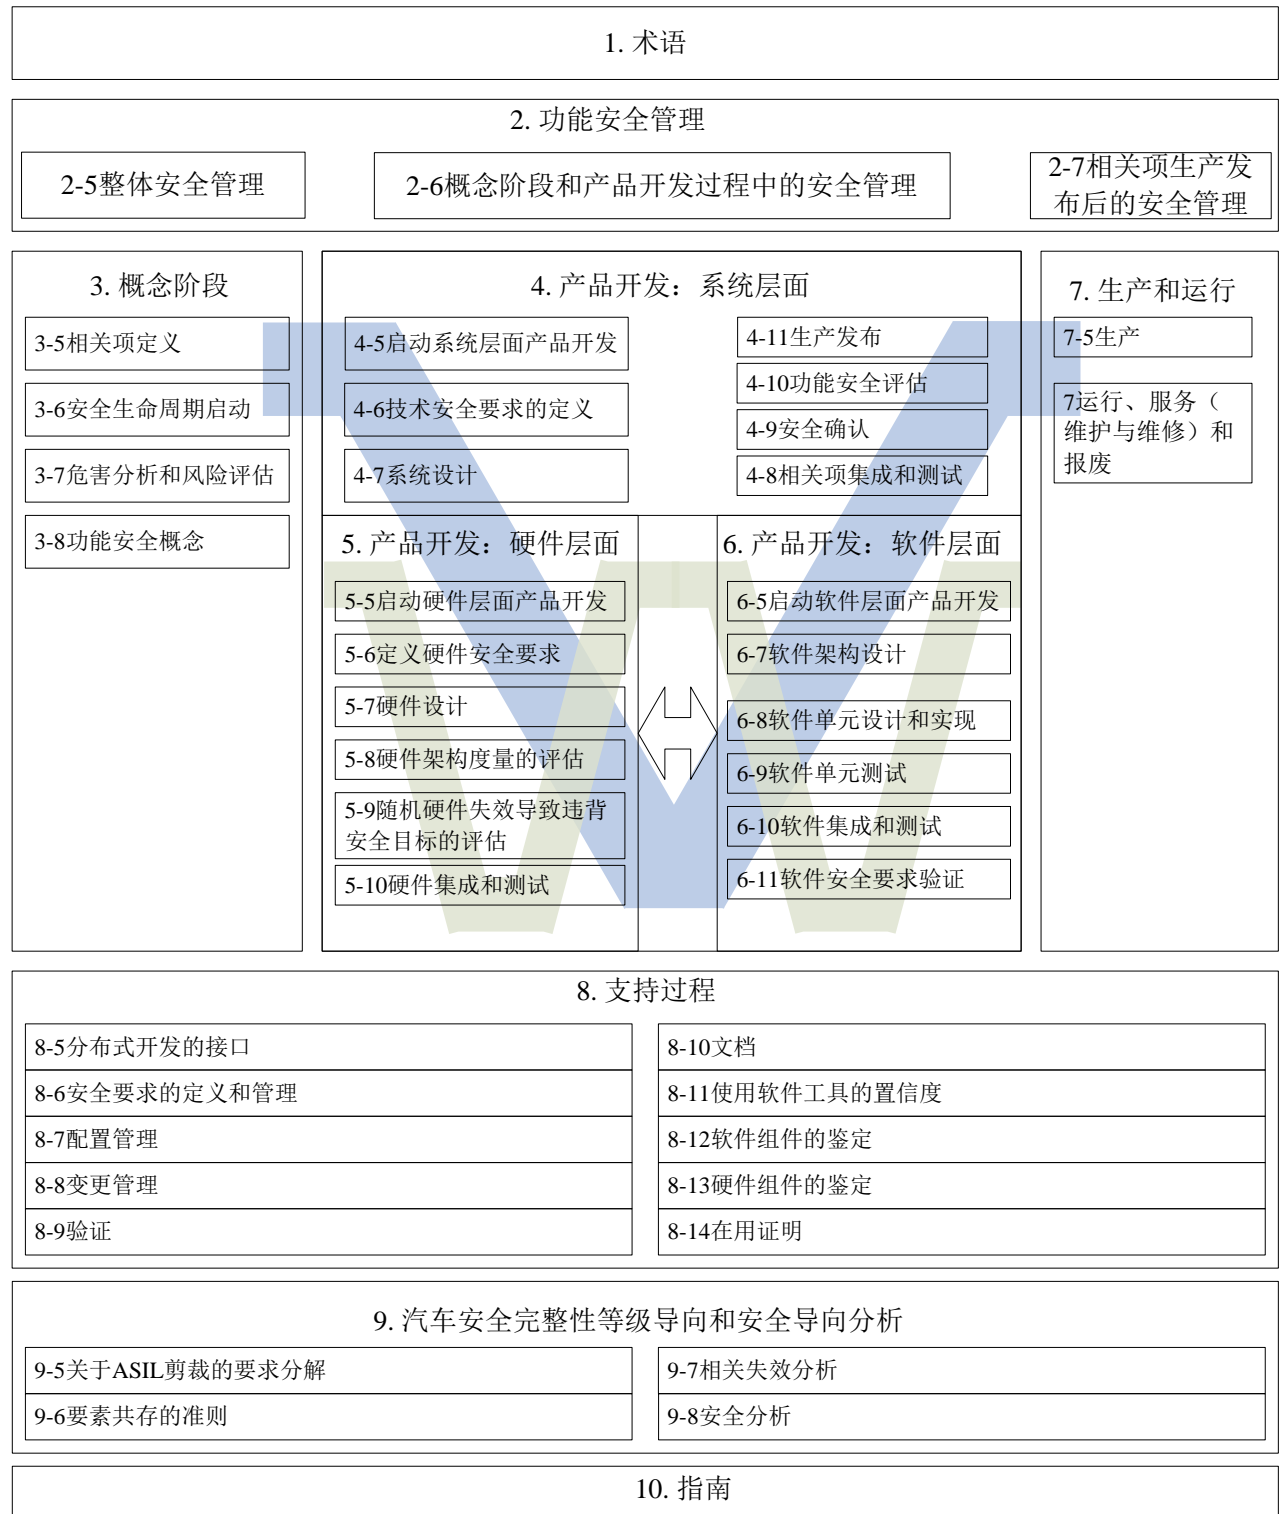 1. 术语
2. 功能安全管理
2-5整体安全管理
2-6概念阶段和产品开发过程中的安全管理
2-7相关项生产发
布后的安全管理
3. 概念阶段
3-5相关项定义
3-6安全生命周期启动
3-7危害分析和风险评估
3-8功能安全概念
4. 产品开发：系统层面
4-5启动系统层面产品开发
4-6技术安全要求的定义
4-7系统设计
4-11生产发布
4-10功能安全评估
4-9安全确认
4-8相关项集成和测试
5. 产品开发：硬件层面
5-5启动硬件层面产品开发
5-6定义硬件安全要求
5-7硬件设计
5-8硬件架构度量的评估
5-9随机硬件失效导致违背
安全目标的评估
5-10硬件集成和测试
6. 产品开发：软件层面
6-5启动软件层面产品开发
6-7软件架构设计
6-8软件单元设计和实现
6-9软件单元测试
6-10软件集成和测试
6-11软件安全要求验证
7. 生产和运行
7-5生产
7运行、服务（
维护与维修）和
报废
8. 支持过程
8-5分布式开发的接口
8-6安全要求的定义和管理
8-7配置管理
8-8变更管理
8-9验证
8-10文档
8-11使用软件工具的置信度
8-12软件组件的鉴定
8-13硬件组件的鉴定
8-14在用证明
9. 汽车安全完整性等级导向和安全导向分析
9-5关于ASIL剪裁的要求分解
9-6要素共存的准则
9-7相关失效分析
9-8安全分析
10. 指南